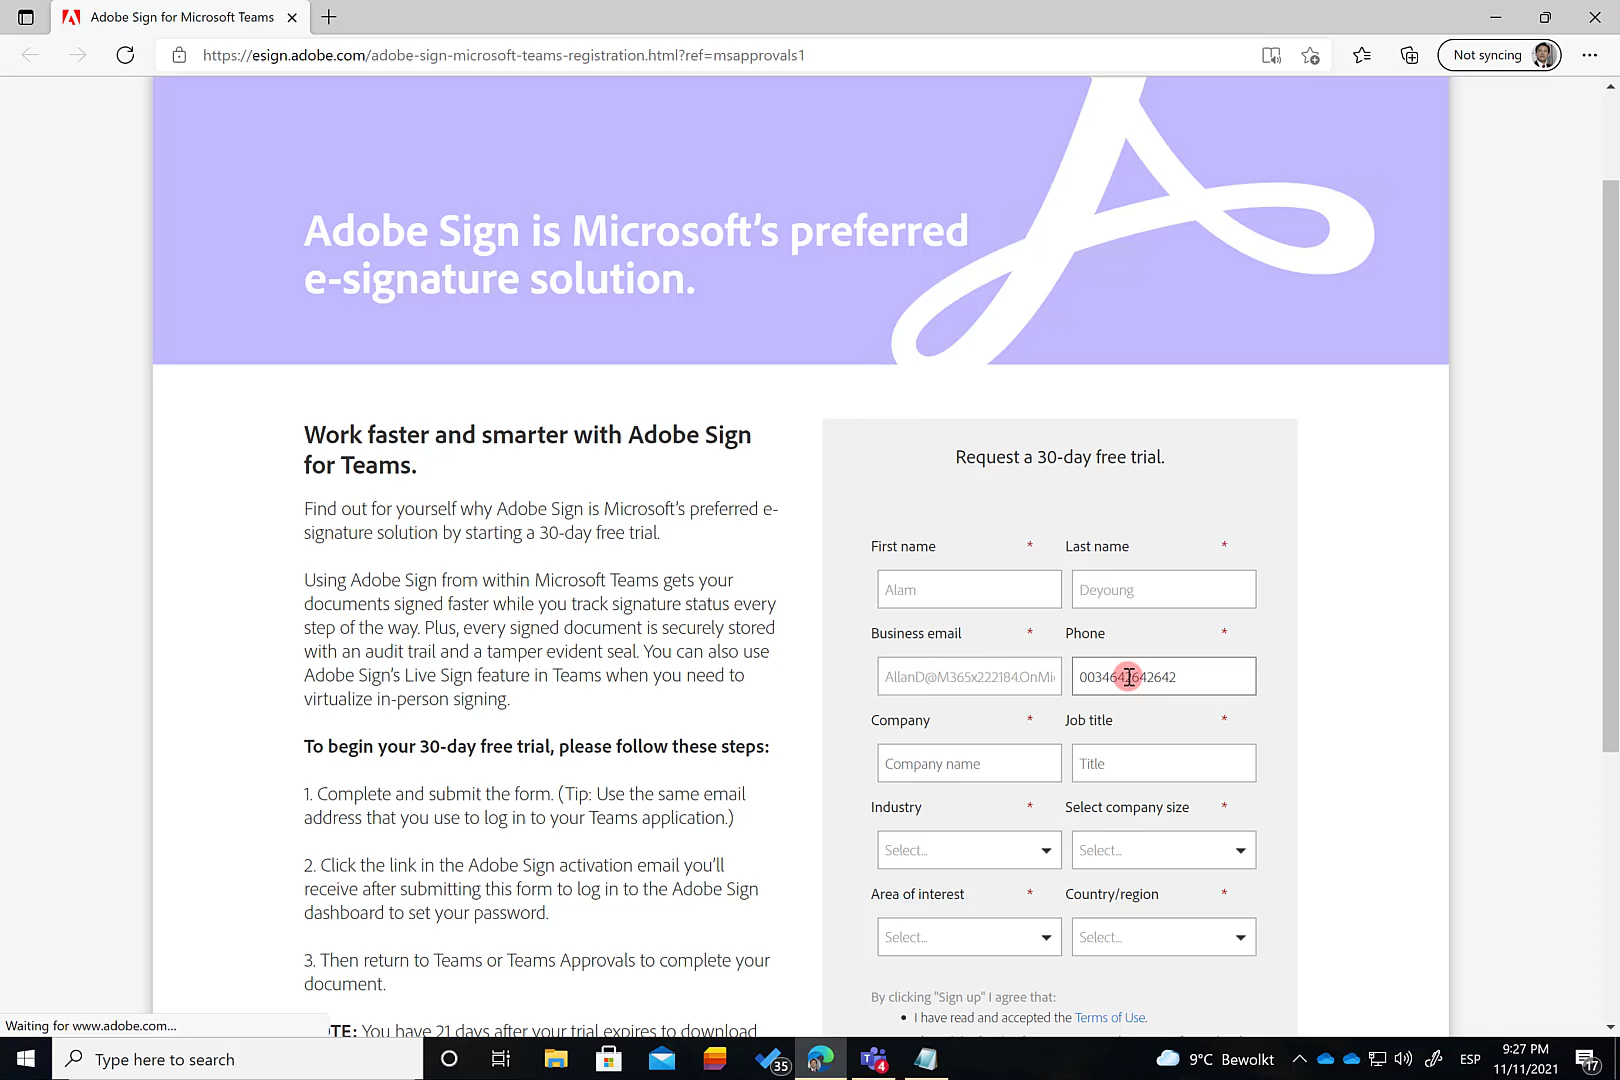 Adobe Sign for Microsoft Teams
https://esign.adobe.com/adobe-sign-microsoft-teams-registration.html?ref=msapprovals1
Not syncing
Adobe Sign is Microsoft's preferred
e-signature solution.
Work faster and smarter with Adobe Sign
for Teams.
Find out for yourself why Adobe Sign is Microsoft's preferred e-
signature solution by starting a 30-day free trial.
Using Adobe Sign from within Microsoft Teams gets your
documents signed faster while you track signature status every
step of the way. Plus, every signed document is securely stored
with an audit trail and a tamper evident seal. You can also use
Adobe Sign's Live Sign feature in Teams when you need to
virtualize in-person signing.
To begin your 30-day free trial, please follow these steps:
1. Complete and submit the form. (Tip: Use the same email
address that you use to log in to your Teams application.)
2. Click the link in the Adobe Sign activation email you'll
receive after submitting this form to log in to the Adobe Sign
dashboard to set your password.
3. Then return to Teams or Teams Approvals to complete your
document.
TE: You have 21 days after your trial expires to download
Request a 30-day free trial.
First name * Last name *
Alam Deyoung
Business email * Phone *
AllanD@M365x222184.OnMi 0034642642642
Company * Job title *
Company name Title
Industry * Select company size *
Select... Select...
Area of interest * Country/region *
Select... Select...
By clicking "Sign up" I agree that:
• I have read and accepted the Terms of Use.
Waiting for www.adobe.com...
Type here to search
35
4
9°C Bewolkt
ESP
9:27 PM
11/11/2021
17